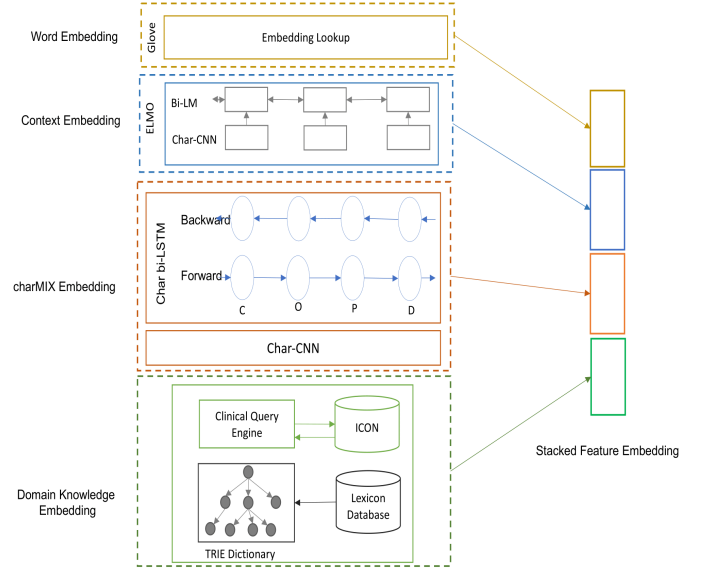 Word Embedding
Glove
Embedding Lookup
Context Embedding
ELMO
Bi-LM
Char-CNN
charMIX Embedding
Char bi-LSTM
Backward
Forward
C O P D
Char-CNN
Domain Knowledge
Embedding
Clinical Query
Engine
ICON
Lexicon
Database
TRIE Dictionary
Stacked Feature Embedding